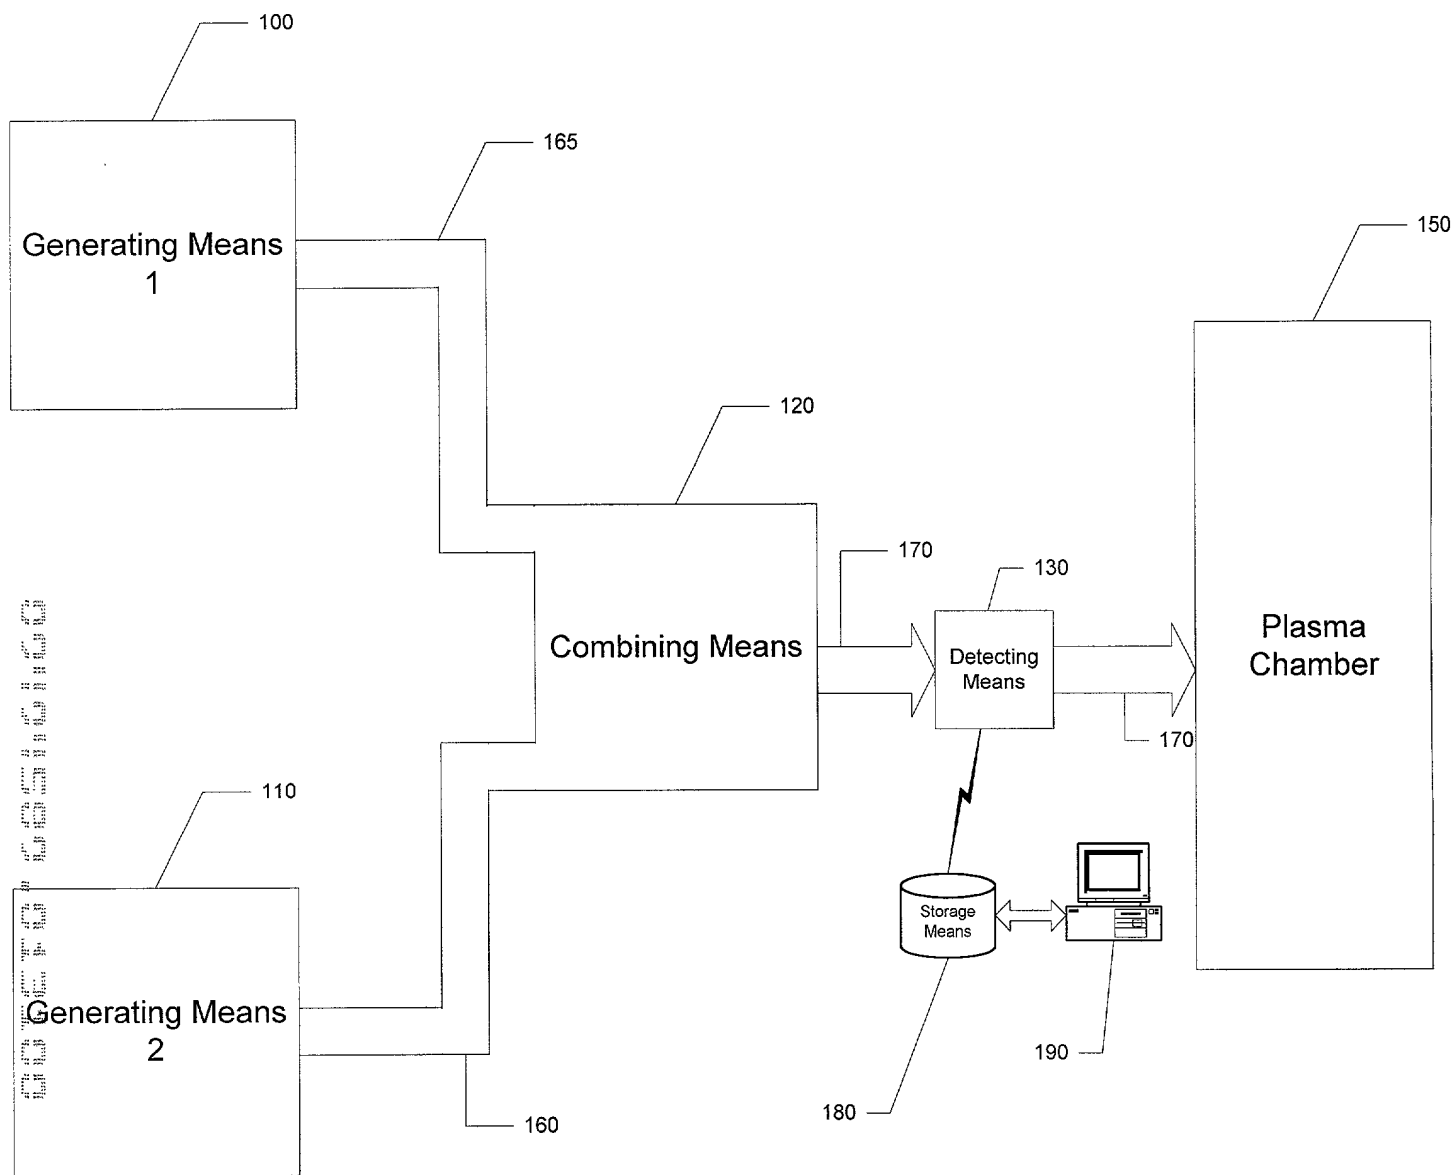 100
165
Generating Means
1
150
120
170
130
Combining Means
Detecting
Means
Plasma
Chamber
170
110
Storage
Means
Generating Means
2
190
180
160